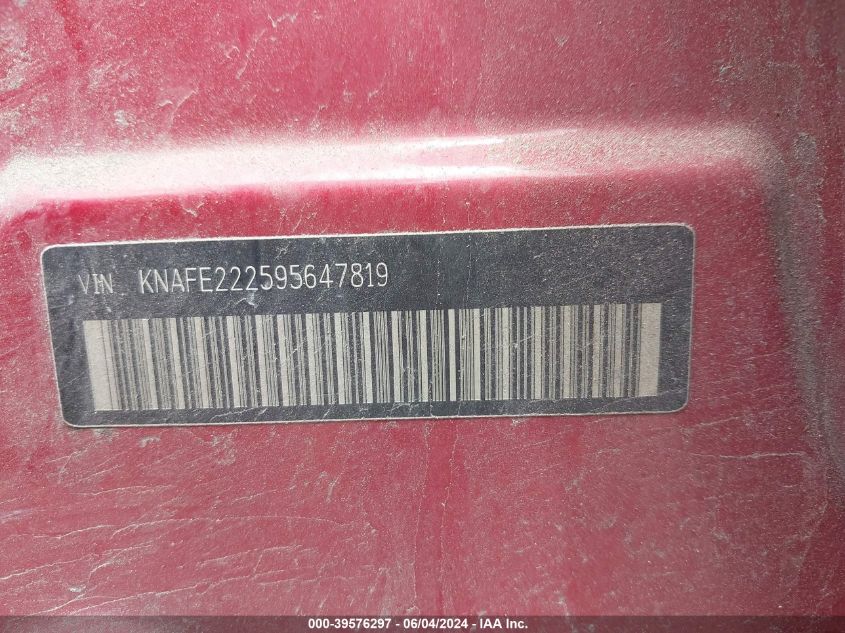 VIN KNAFE222595647819
000-39576297 - 06/04/2024 - IAA Inc.